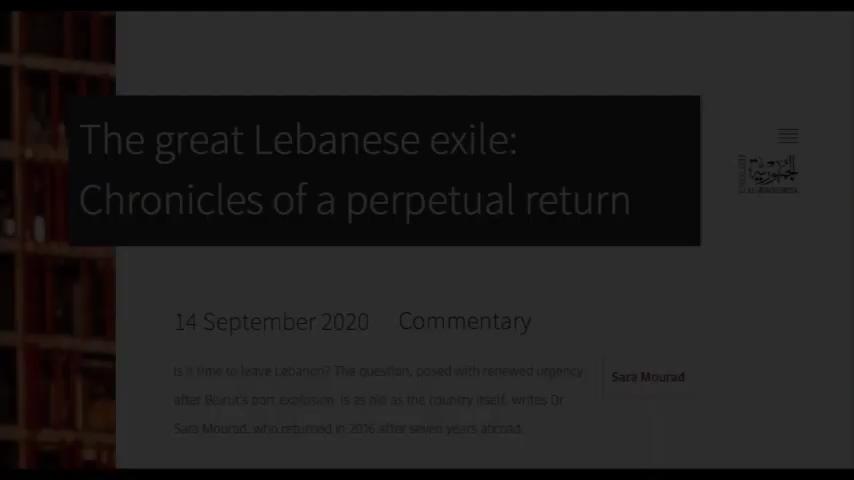 The great Lebanese exile:
Chronicles of a perpetual return
14 September 2020 Commentary
Is it time to leave Lebanon? The question, posed with renewed urgency
after Beirut's port explosion, is as old as the country itself, writes Dr
Sara Mourad, who returned in 2016 after seven years abroad.
Sara Mourad
الجمهورية